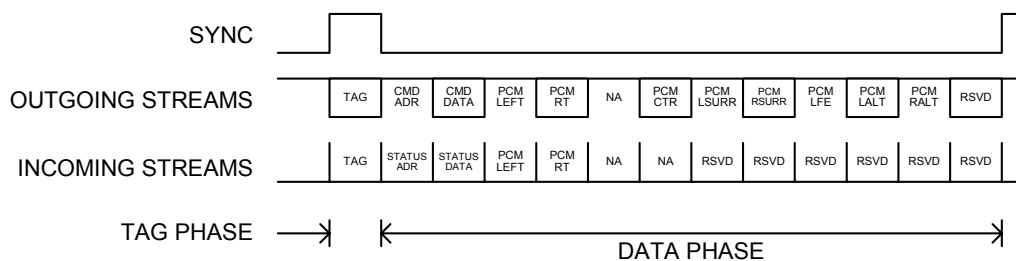 SYNC
OUTGOING STREAMS
TAG
CMD
ADR
CMD
DATA
PCM
LEFT
PCM
RT
NA
PCM
CTR
PCM
LSURR
PCM
RSURR
PCM
LFE
PCM
LALT
PCM
RALT
RSVD
INCOMING STREAMS
TAG
STATUS
ADR
STATUS
DATA
PCM
LEFT
PCM
RT
NA
NA
RSVD
RSVD
RSVD
RSVD
RSVD
RSVD
TAG PHASE
DATA PHASE